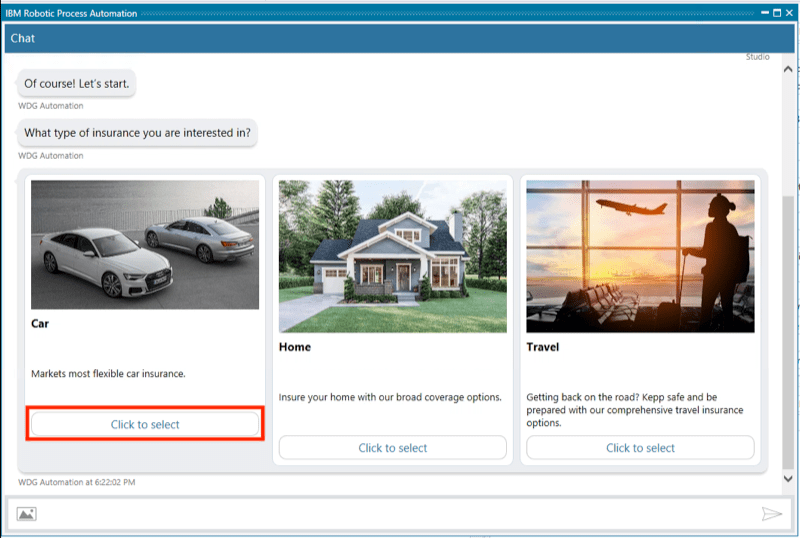 IBM Robotic Process Automation
Chat
Studio
Of course! Let's start.
WDG Automation
What type of insurance you are interested in?
WDG Automation
Car
Markets most flexible car insurance.
Click to select
Home
Insure your home with our broad coverage options.
Click to select
Travel
Getting back on the road? Kepp safe and be
prepared with our comprehensive travel insurance
options.
Click to select
WDG Automation at 6:22:02 PM